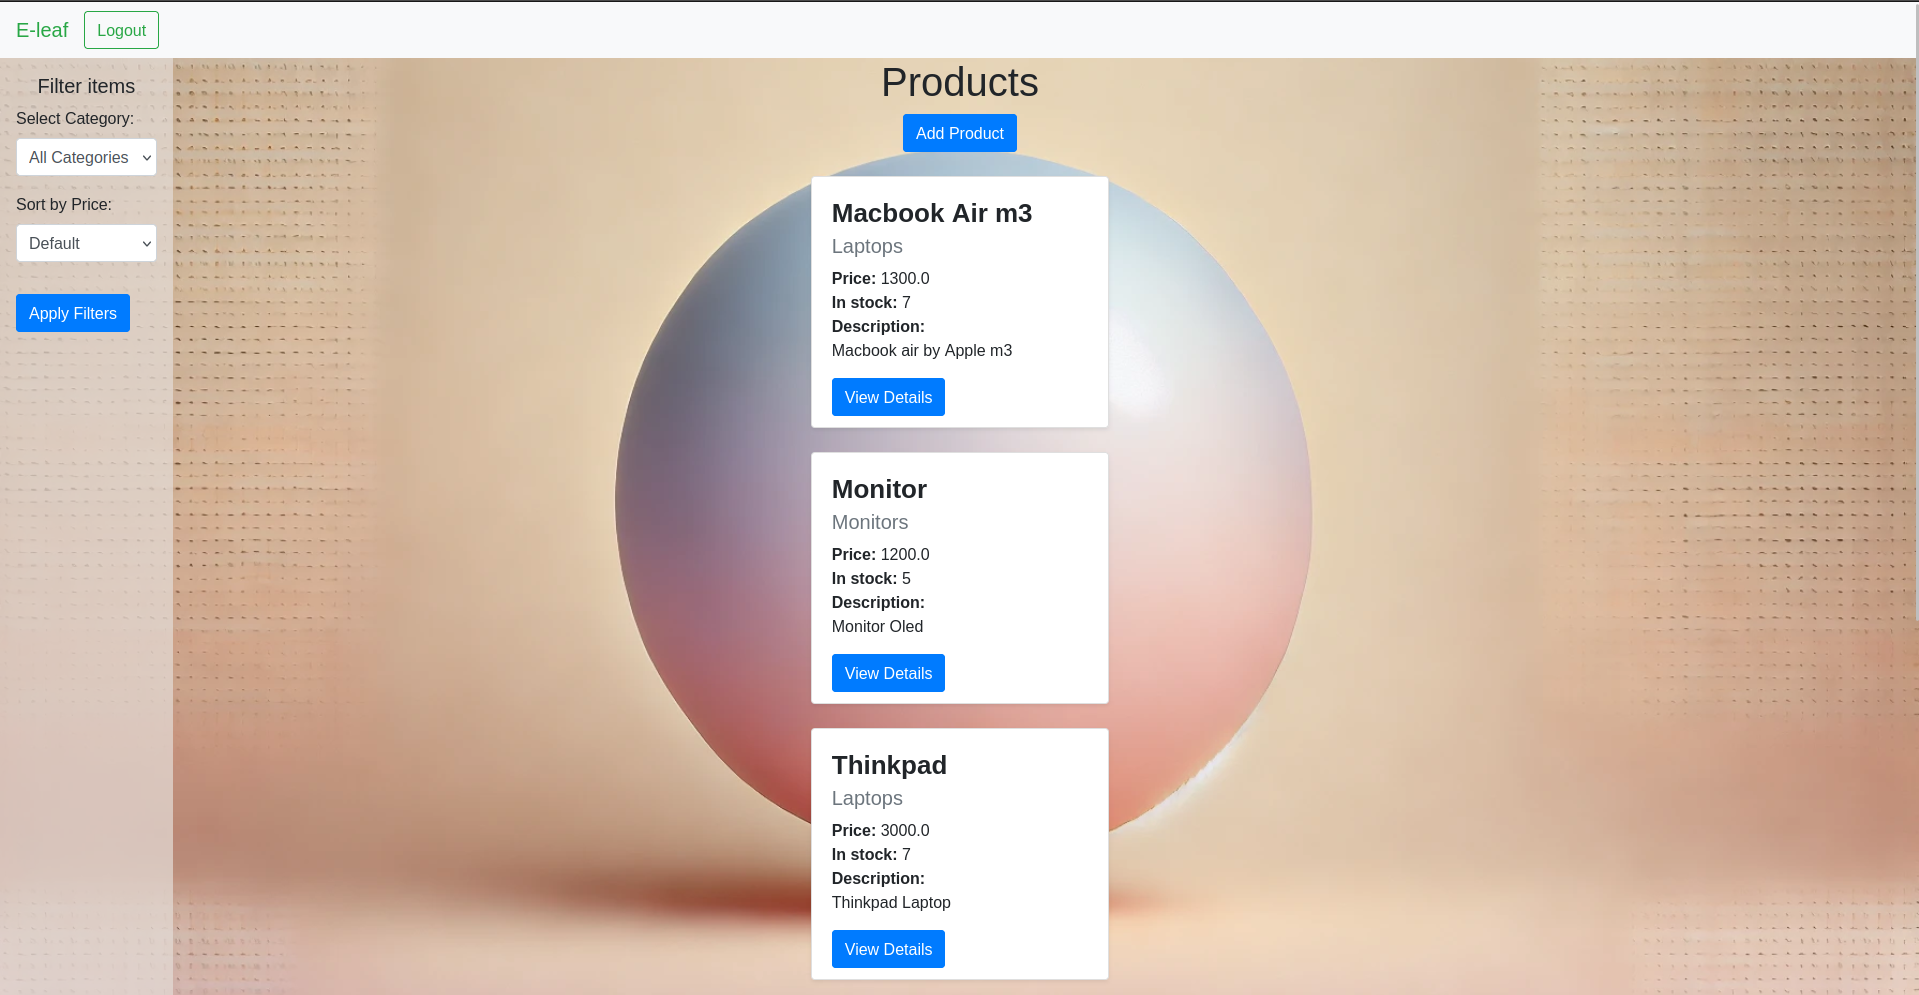 E-leaf Logout
Filter items
Select Category:
All Categories
Sort by Price:
Default
Apply Filters
Products
Add Product
Macbook Air m3
Laptops
Price: 1300.0
In stock: 7
Description:
Macbook air by Apple m3
View Details
Monitor
Monitors
Price: 1200.0
In stock: 5
Description:
Monitor Oled
View Details
Thinkpad
Laptops
Price: 3000.0
In stock: 7
Description:
Thinkpad Laptop
View Details